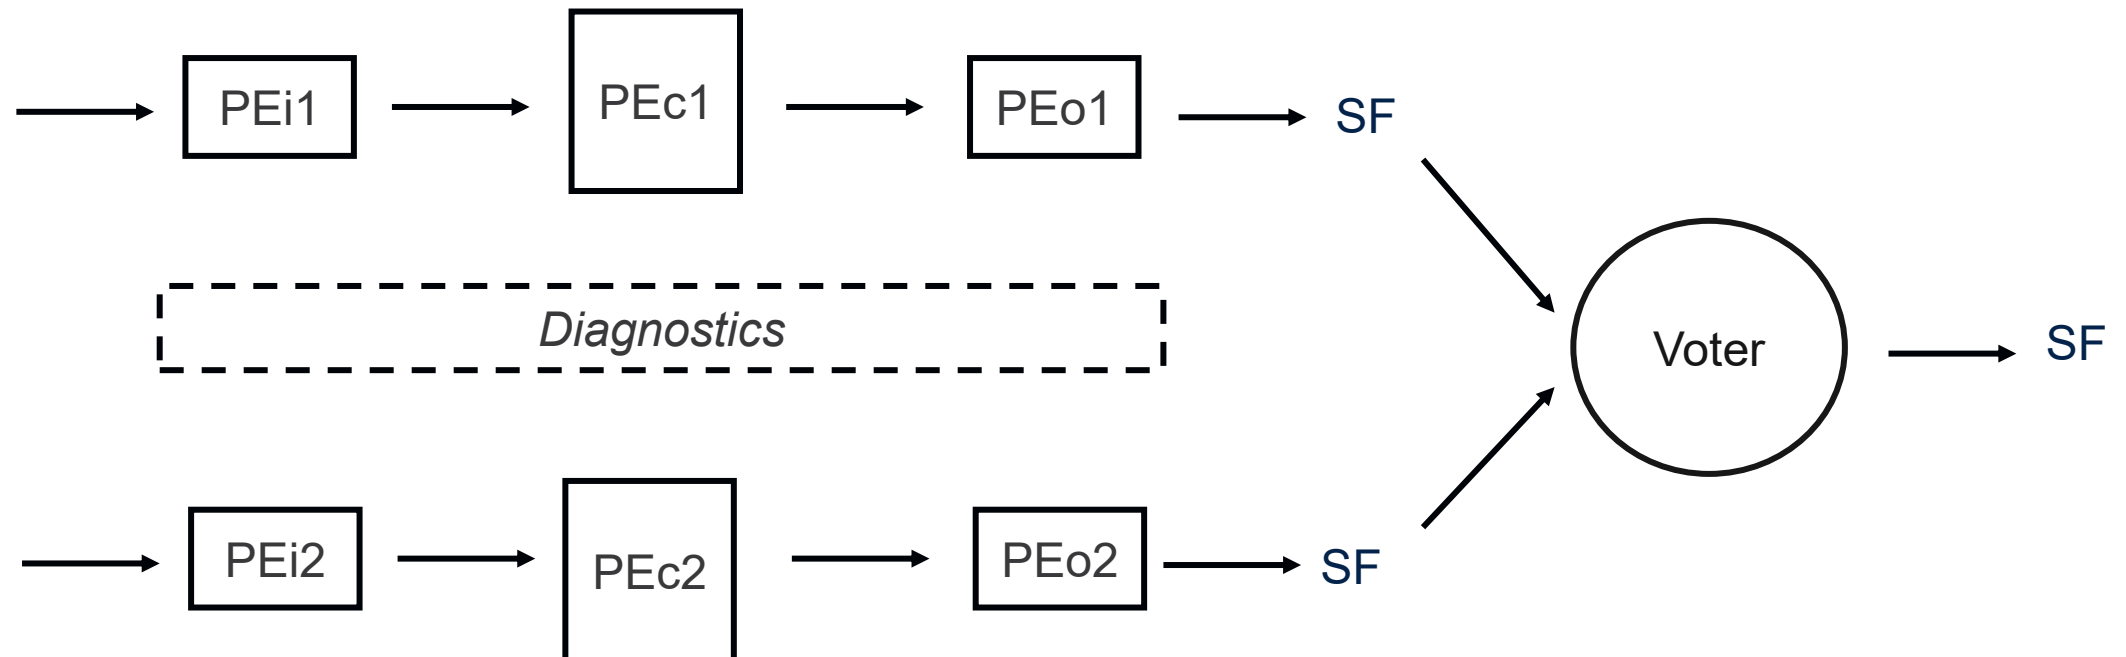 PEi1
PEc1
PEo1
SF
Diagnostics
Voter
SF
PEi2
PEc2
PEo2
SF